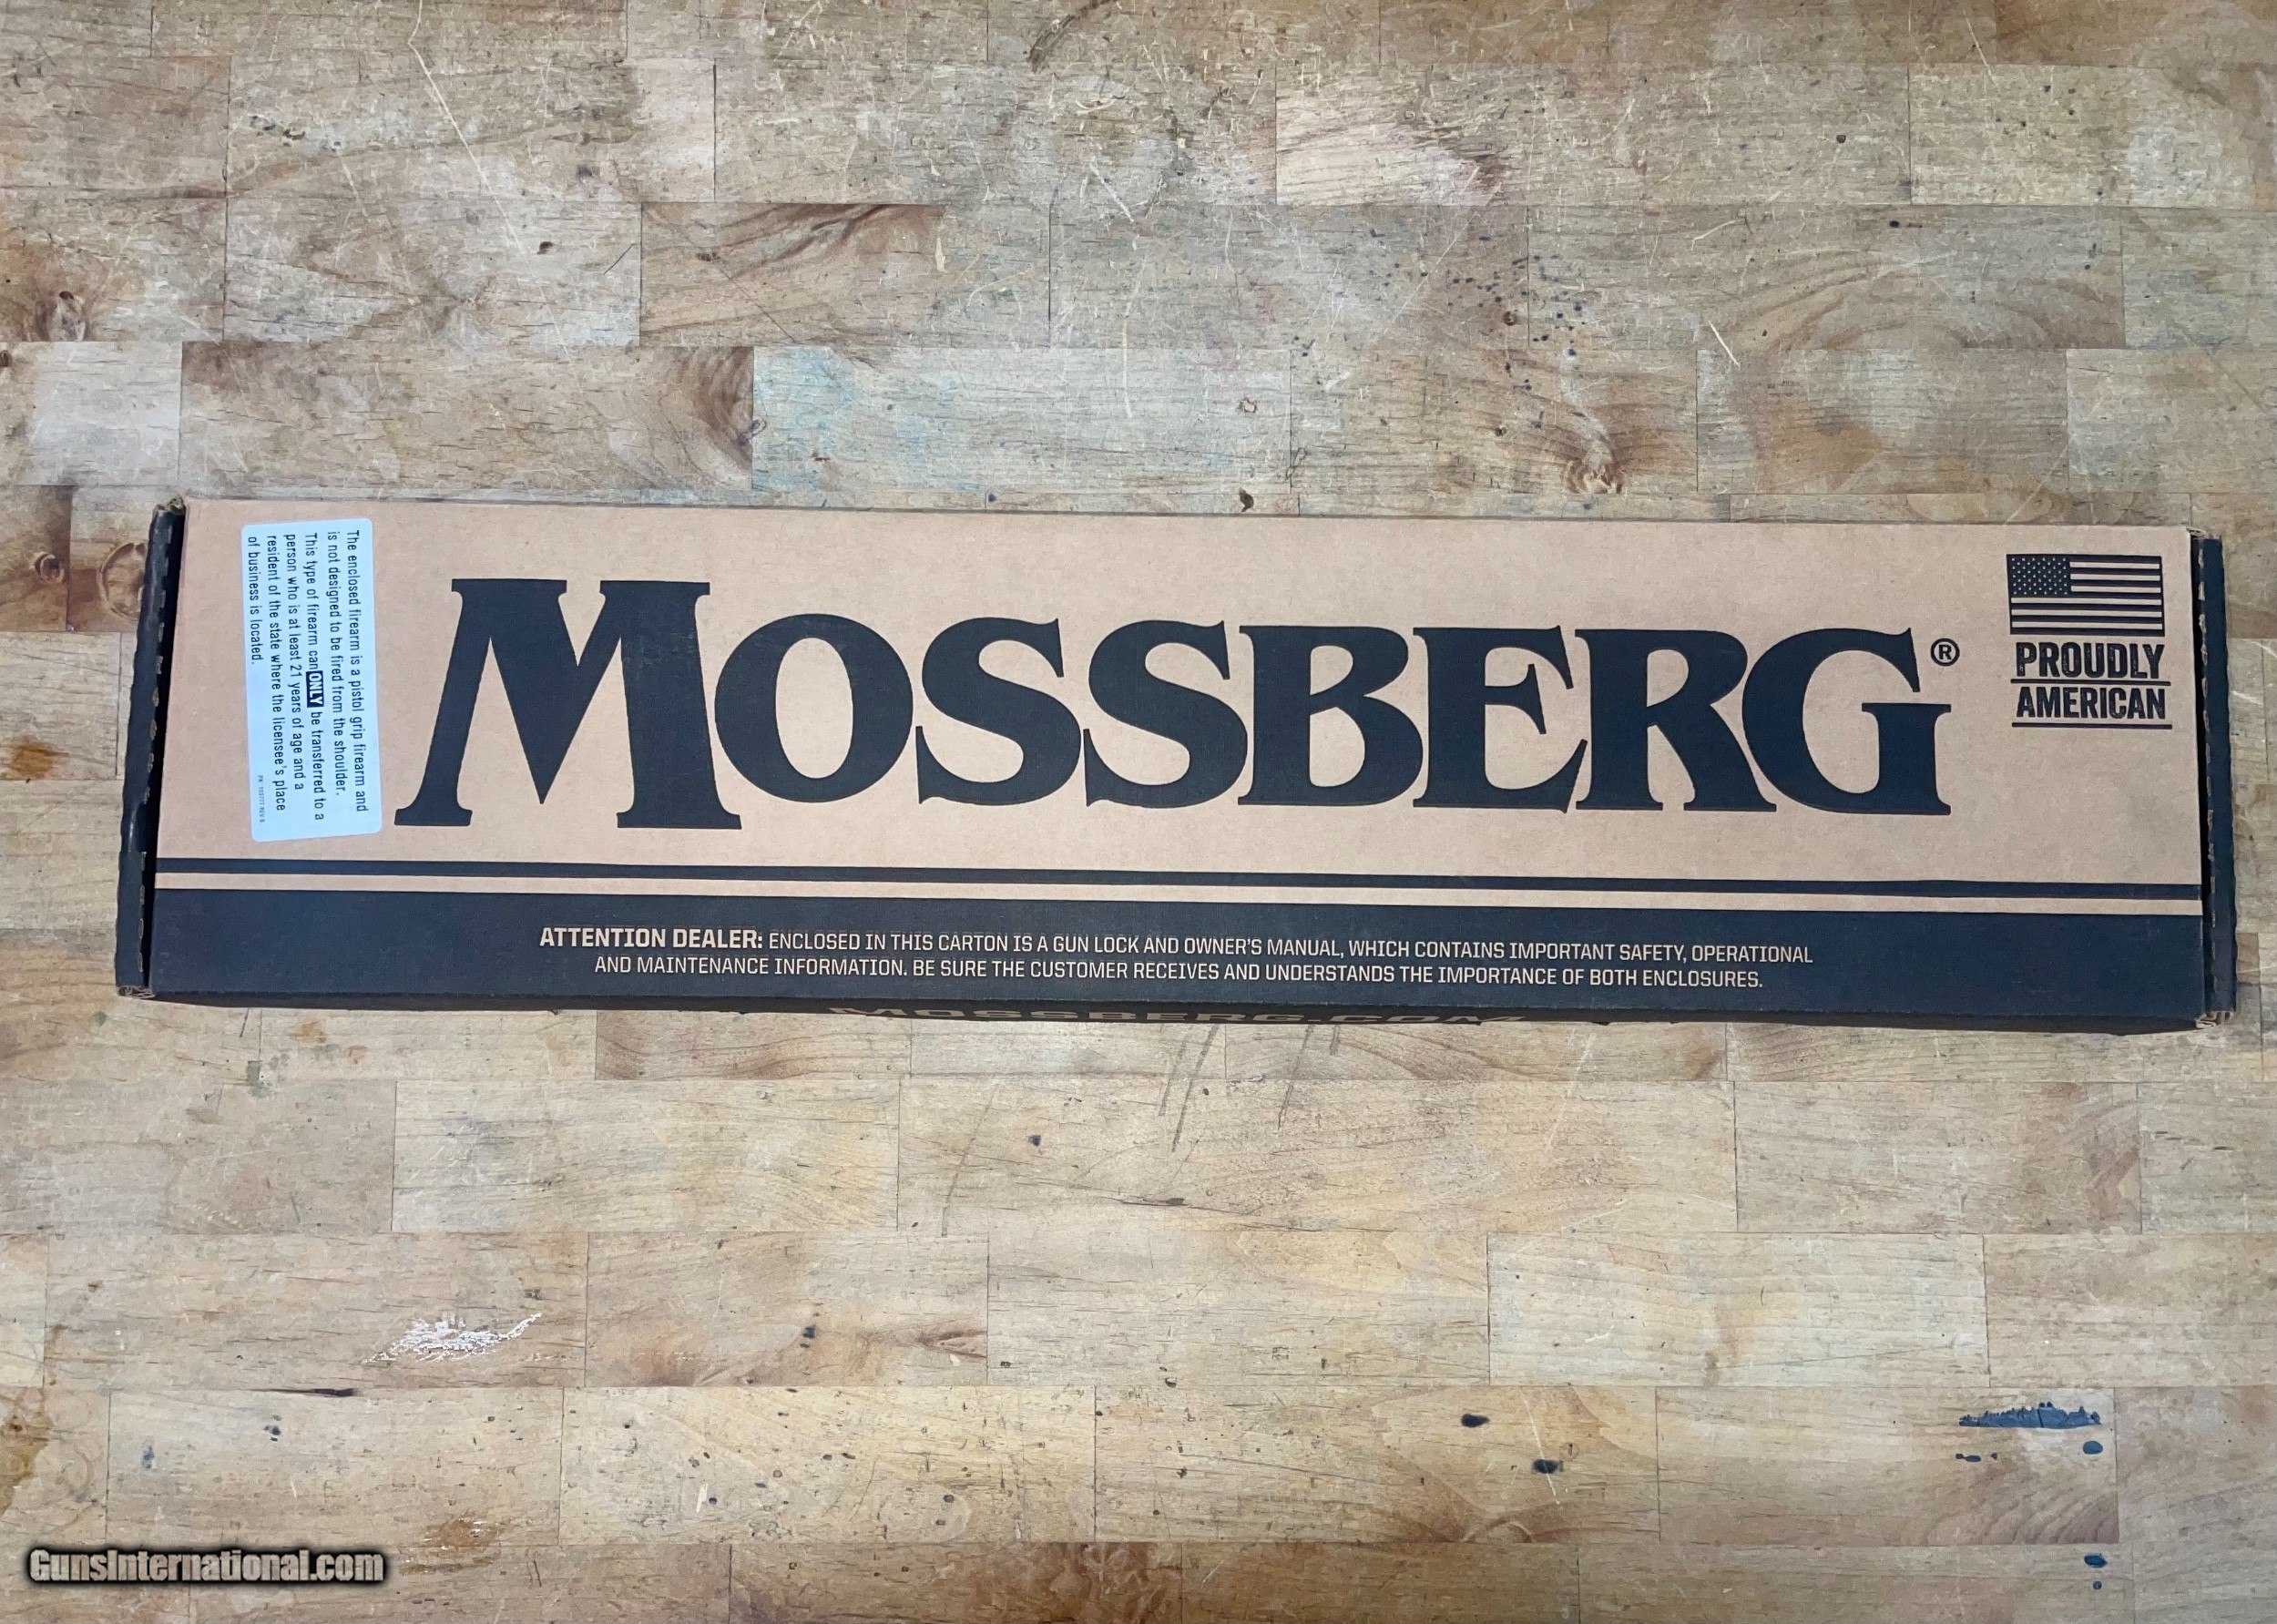 The enclosed firearm is a pistol grip firearm and
is not designed to be fired from the shoulder.
This type of firearm can ONLY be transferred to a
person who is at least 21 years of age and a
resident of the state where the licensee's place
of business is located.
MOSSBERG®
PROUDLY
AMERICAN
ATTENTION DEALER: ENCLOSED IN THIS CARTON IS A GUN LOCK AND OWNER'S MANUAL, WHICH CONTAINS IMPORTANT SAFETY, OPERATIONAL
AND MAINTENANCE INFORMATION. BE SURE THE CUSTOMER RECEIVES AND UNDERSTANDS THE IMPORTANCE OF BOTH ENCLOSURES.
MOSSBERG.COM
GunsInternational.com